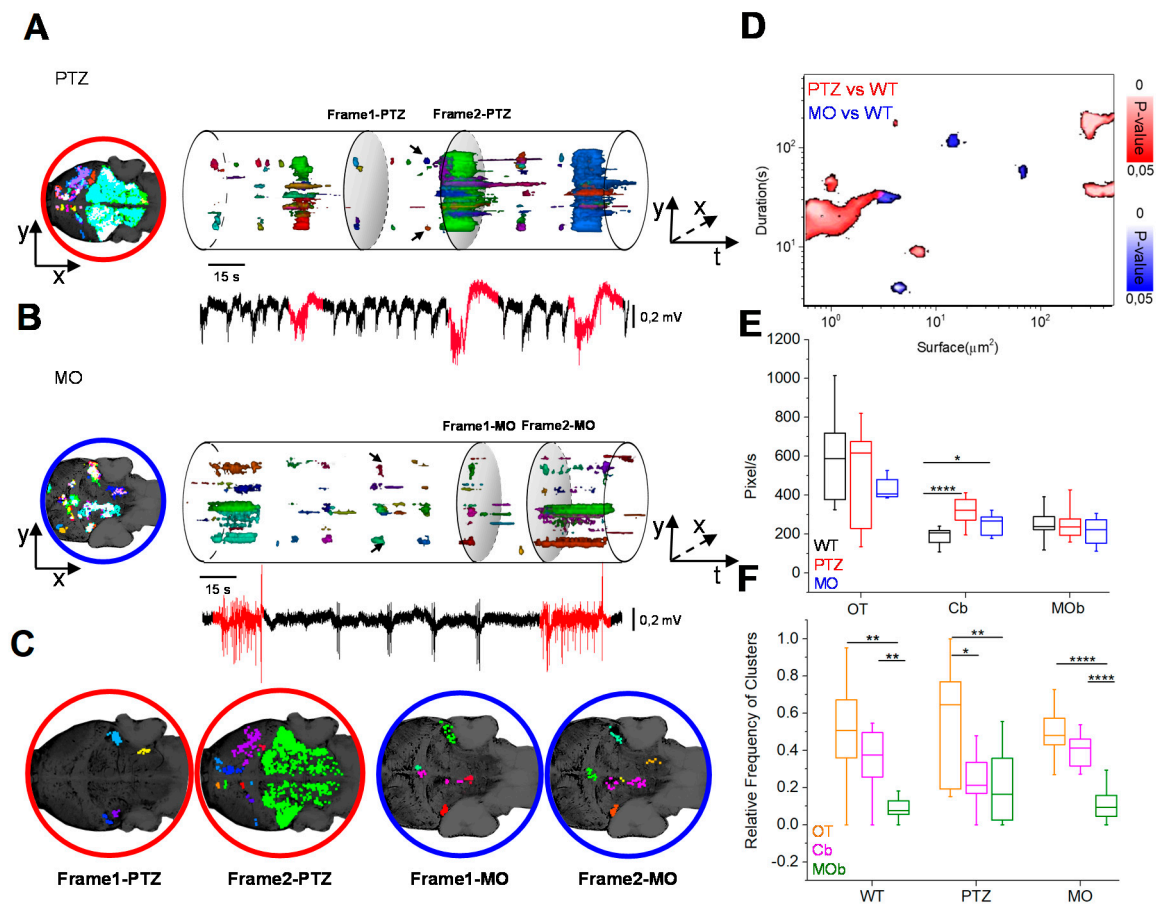 A
PTZ
Frame1-PTZ
Frame2-PTZ
y
x
y
x
t
15 s
0,2 mV
B
MO
Frame1-MO
Frame2-MO
y
x
y
x
t
15 s
0,2 mV
C
Frame1-PTZ
Frame2-PTZ
Frame1-MO
Frame2-MO
D
PTZ vs WT
MO vs WT
Duration(s)
10²
10¹
10⁰
10¹
10²
Surface(µm²)
0
P-value
0,05
0
P-value
0,05
E
Pixel/s
1200
1000
800
600
400
200
0
*
****
WT
PTZ
MO
OT
Cb
MOb
F
Relative Frequency of Clusters
1.0
0.8
0.6
0.4
0.2
0.0
-0.2
**
**
**
*
****
****
OT
Cb
MOb
WT
PTZ
MO